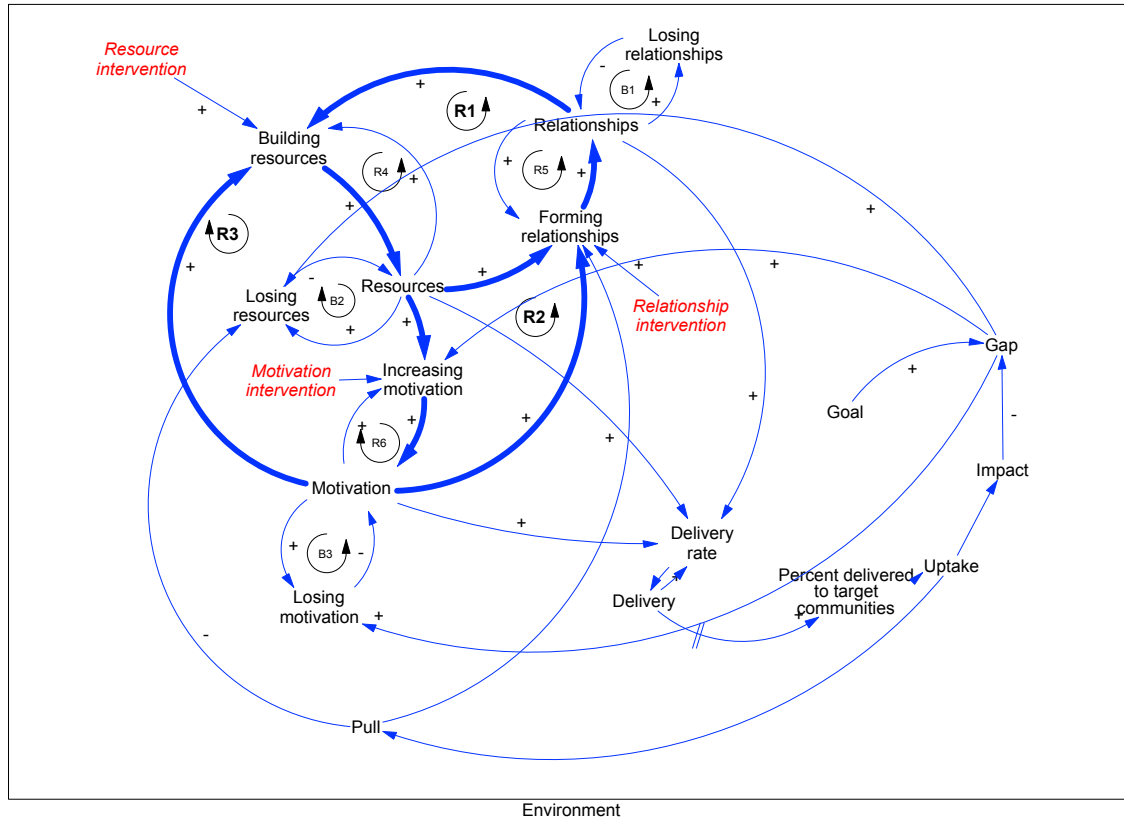 Losing
relationships
Resource
intervention
-
B1
+
+
R1
+
Relationships
Building
resources
+
R4
+
+
R5
+
+
+
Forming
relationships
R3
+
-
+
+
+
Resources
Losing
resources
B2
+
+
R2
Relationship
intervention
Gap
Motivation
intervention
Increasing
motivation
+
+
Goal
+
+
+
-
R6
+
Impact
Motivation
+
Delivery
rate
+
B3
-
Uptake
Percent delivered
to target
communities
+
Losing
motivation
Delivery
+
+
-
Pull
Environment